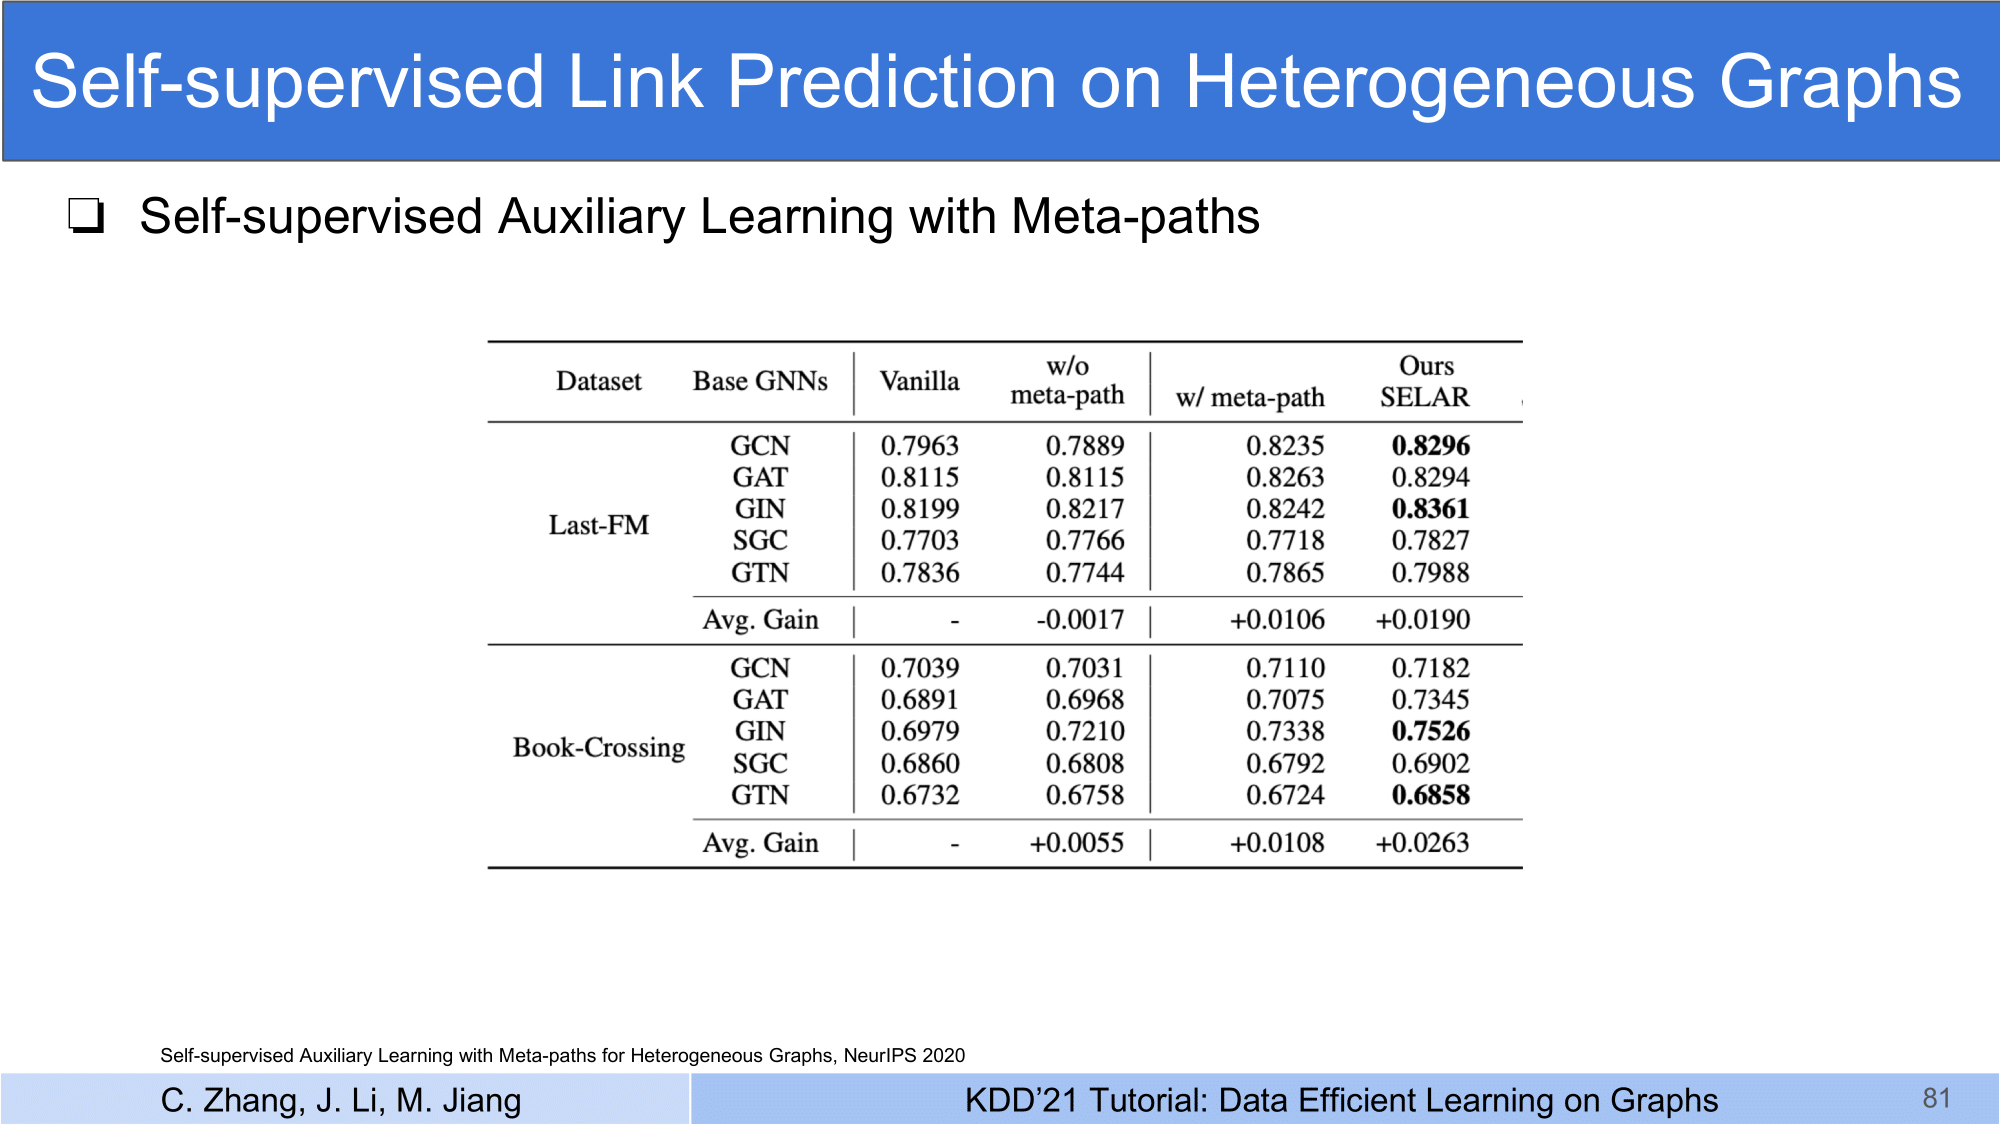 Self-supervised Link Prediction on Heterogeneous Graphs
❏ Self-supervised Auxiliary Learning with Meta-paths
Dataset Base GNNs Vanilla w/o meta-path w/ meta-path Ours SELAR
Last-FM
GCN 0.7963 0.7889 0.8235 0.8296
GAT 0.8115 0.8115 0.8263 0.8294
GIN 0.8199 0.8217 0.8242 0.8361
SGC 0.7703 0.7766 0.7718 0.7827
GTN 0.7836 0.7744 0.7865 0.7988
Avg. Gain - -0.0017 +0.0106 +0.0190
Book-Crossing
GCN 0.7039 0.7031 0.7110 0.7182
GAT 0.6891 0.6968 0.7075 0.7345
GIN 0.6979 0.7210 0.7338 0.7526
SGC 0.6860 0.6808 0.6792 0.6902
GTN 0.6732 0.6758 0.6724 0.6858
Avg. Gain - +0.0055 +0.0108 +0.0263
Self-supervised Auxiliary Learning with Meta-paths for Heterogeneous Graphs, NeurIPS 2020
C. Zhang, J. Li, M. Jiang
KDD’21 Tutorial: Data Efficient Learning on Graphs
81